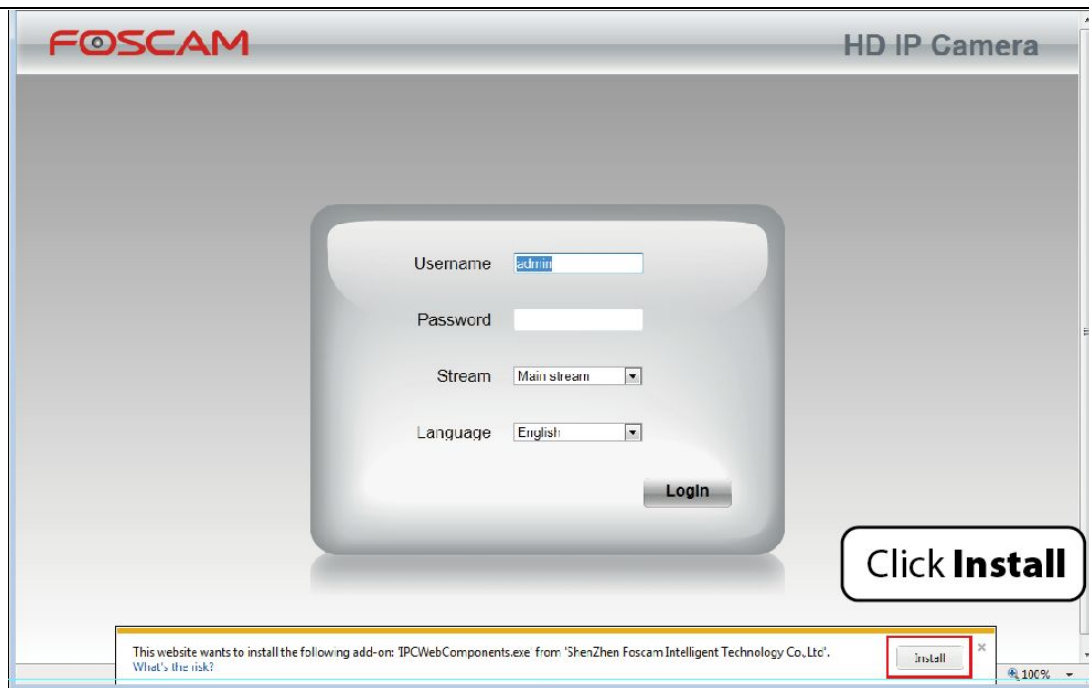 FOSCAM
HD IP Camera
Username admin
Password
Stream Main stream
Language English
Login
Click Install
This website wants to install the following add-on: 'IPCWebComponents.exe' from 'ShenZhen Foscam Intelligent Technology Co.,Ltd'.
What's the risk?
Install
×
100%